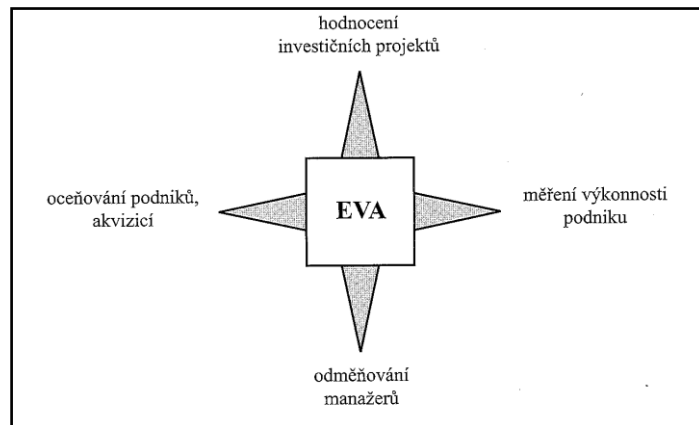 hodnocení
investičních projektů
oceňování podniků,
akvizicí
EVA
měření výkonnosti
podniku
odměňování
manažerů